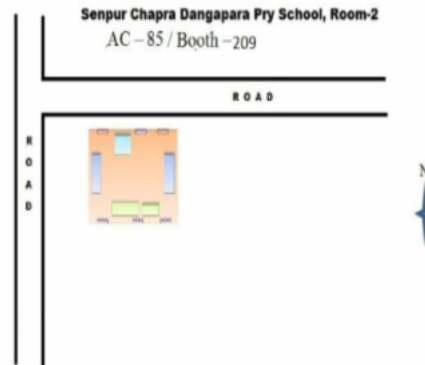 Senpur Chapra Dangapara Pry School, Room-2
AC – 85 / Booth –209
ROAD
ROAD
N